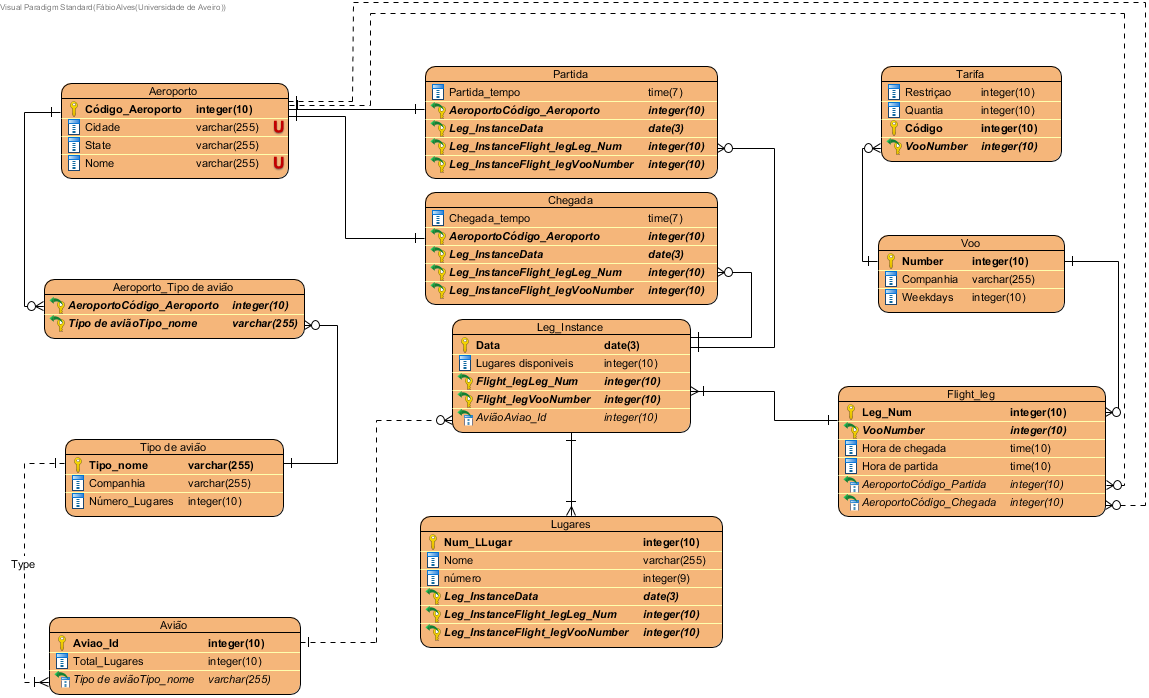 Visual Paradigm Standard(FábioAlves(Universidade de Aveiro))
Aeroporto
Código_Aeroporto integer(10)
Cidade varchar(255) U
State varchar(255)
Nome varchar(255) U
Partida
Partida_tempo time(7)
AeroportoCódigo_Aeroporto integer(10)
Leg_InstanceData date(3)
Leg_InstanceFlight_legLeg_Num integer(10)
Leg_InstanceFlight_legVooNumber integer(10)
Tarifa
Restriçao integer(10)
Quantia integer(10)
Código integer(10)
VooNumber integer(10)
Chegada
Chegada_tempo time(7)
AeroportoCódigo_Aeroporto integer(10)
Leg_InstanceData date(3)
Leg_InstanceFlight_legLeg_Num integer(10)
Leg_InstanceFlight_legVooNumber integer(10)
Voo
Number integer(10)
Companhia varchar(255)
Weekdays integer(10)
Aeroporto_Tipo de avião
AeroportoCódigo_Aeroporto integer(10)
Tipo de aviãoTipo_nome varchar(255)
Leg_Instance
Data date(3)
Lugares disponiveis integer(10)
Flight_legLeg_Num integer(10)
Flight_legVooNumber integer(10)
AviãoAviao_Id integer(10)
Flight_leg
Leg_Num integer(10)
VooNumber integer(10)
Hora de chegada time(10)
Hora de partida time(10)
AeroportoCódigo_Partida integer(10)
AeroportoCódigo_Chegada integer(10)
Tipo de avião
Tipo_nome varchar(255)
Companhia varchar(255)
Número_Lugares integer(10)
Lugares
Num_LLugar integer(10)
Nome varchar(255)
número integer(9)
Leg_InstanceData date(3)
Leg_InstanceFlight_legLeg_Num integer(10)
Leg_InstanceFlight_legVooNumber integer(10)
Type
Avião
Aviao_Id integer(10)
Total_Lugares integer(10)
Tipo de aviãoTipo_nome varchar(255)